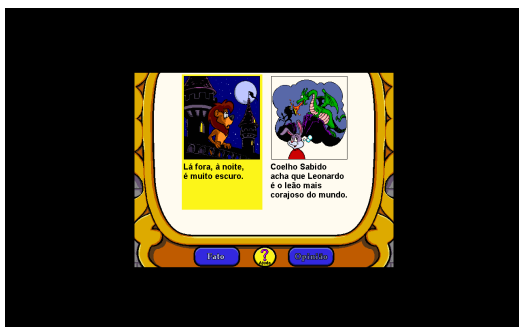 Lá fora, à noite,
é muito escuro.
Coelho Sabido
acha que Leonardo
é o leão mais
corajoso do mundo.
Fato
?
Ajuda
Opinião